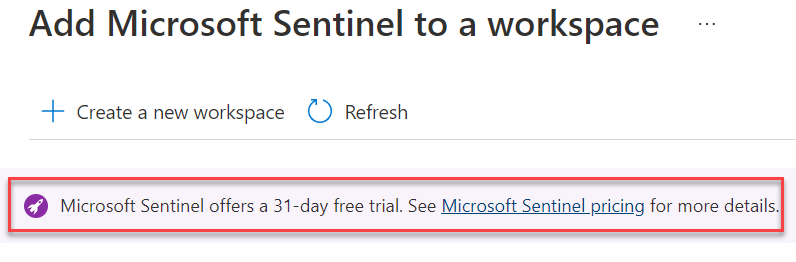 Add Microsoft Sentinel to a workspace ...
Create a new workspace Refresh
Microsoft Sentinel offers a 31-day free trial. See Microsoft Sentinel pricing for more details.